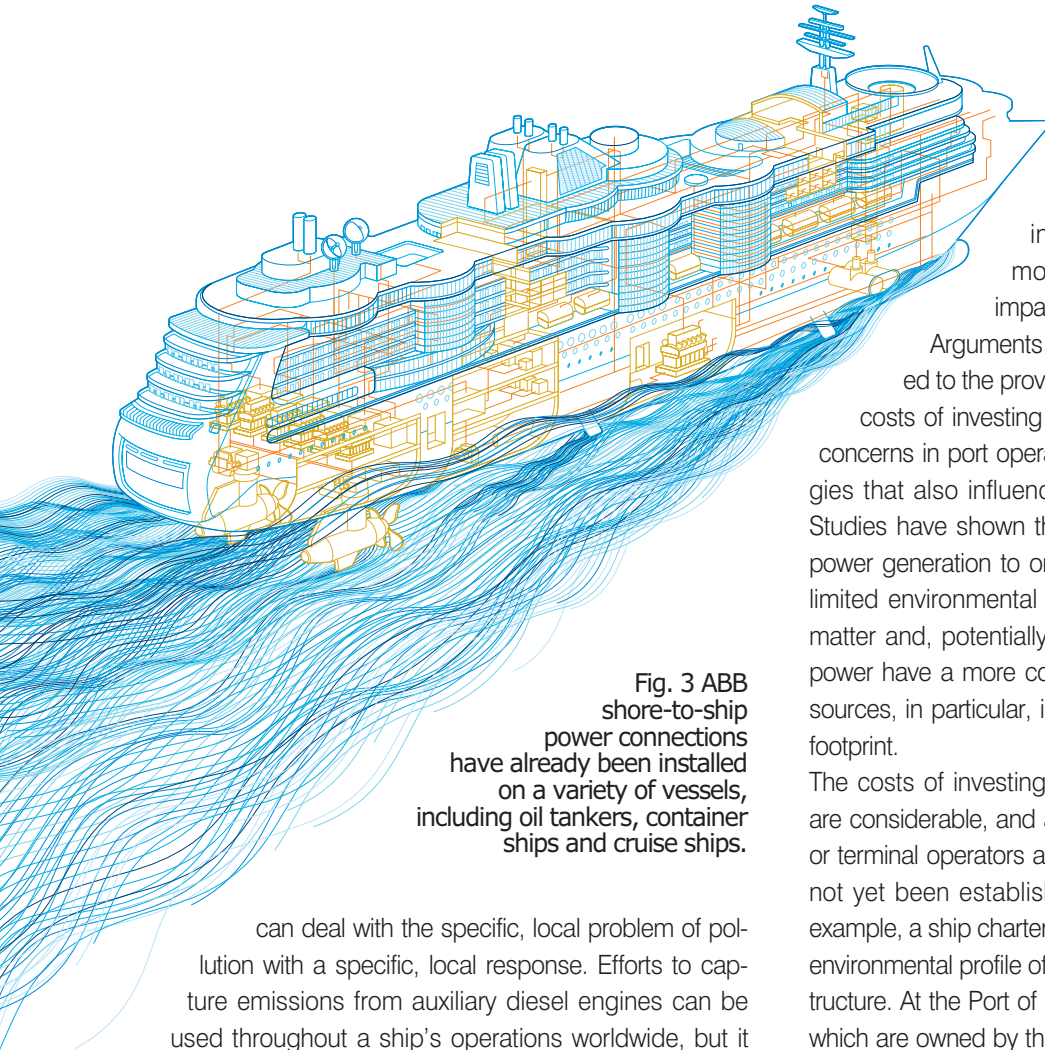 Fig. 3 ABB
shore-to-ship
power connections
have already been installed
on a variety of vessels,
including oil tankers, container
ships and cruise ships.
can deal with the specific, local problem of pol-
lution with a specific, local response. Efforts to cap-
ture emissions from auxiliary diesel engines can be
used throughout a ship's operations worldwide, but it
in
mo
impa
Arguments
ed to the prov
costs of investing
concerns in port opera
gies that also influenc
Studies have shown th
power generation to or
limited environmental
matter and, potentially
power have a more co
sources, in particular, i
footprint.
The costs of investing
are considerable, and a
or terminal operators a
not yet been establis
example, a ship charter
environmental profile of
tructure. At the Port of
which are owned by th